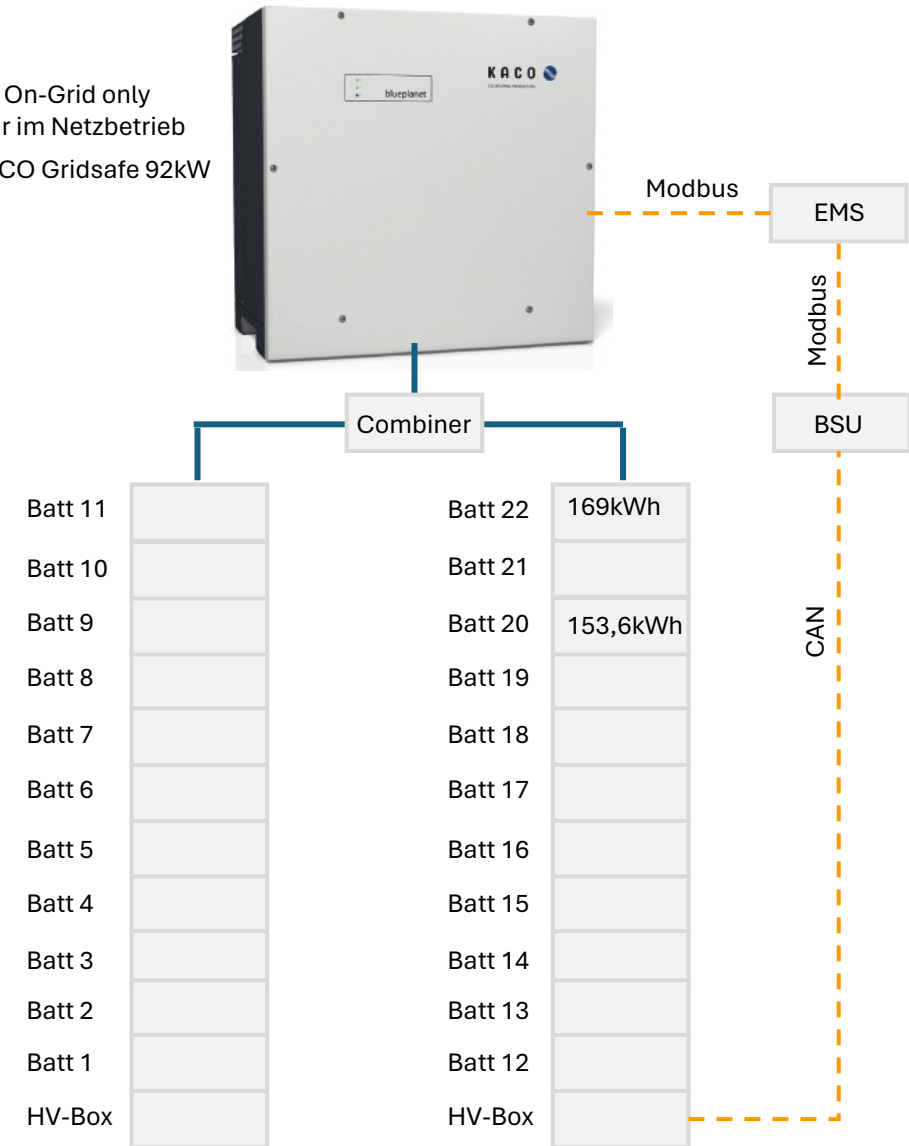 KACO
blueplanet
On-Grid only
r im Netzbetrieb
CO Gridsafe 92kW
Modbus
EMS
Modbus
Combiner
BSU
Batt 11
Batt 22
169kWh
Batt 10
Batt 21
Batt 9
Batt 20
153,6kWh
CAN
Batt 8
Batt 19
Batt 7
Batt 18
Batt 6
Batt 17
Batt 5
Batt 16
Batt 4
Batt 15
Batt 3
Batt 14
Batt 2
Batt 13
Batt 1
Batt 12
HV-Box
HV-Box